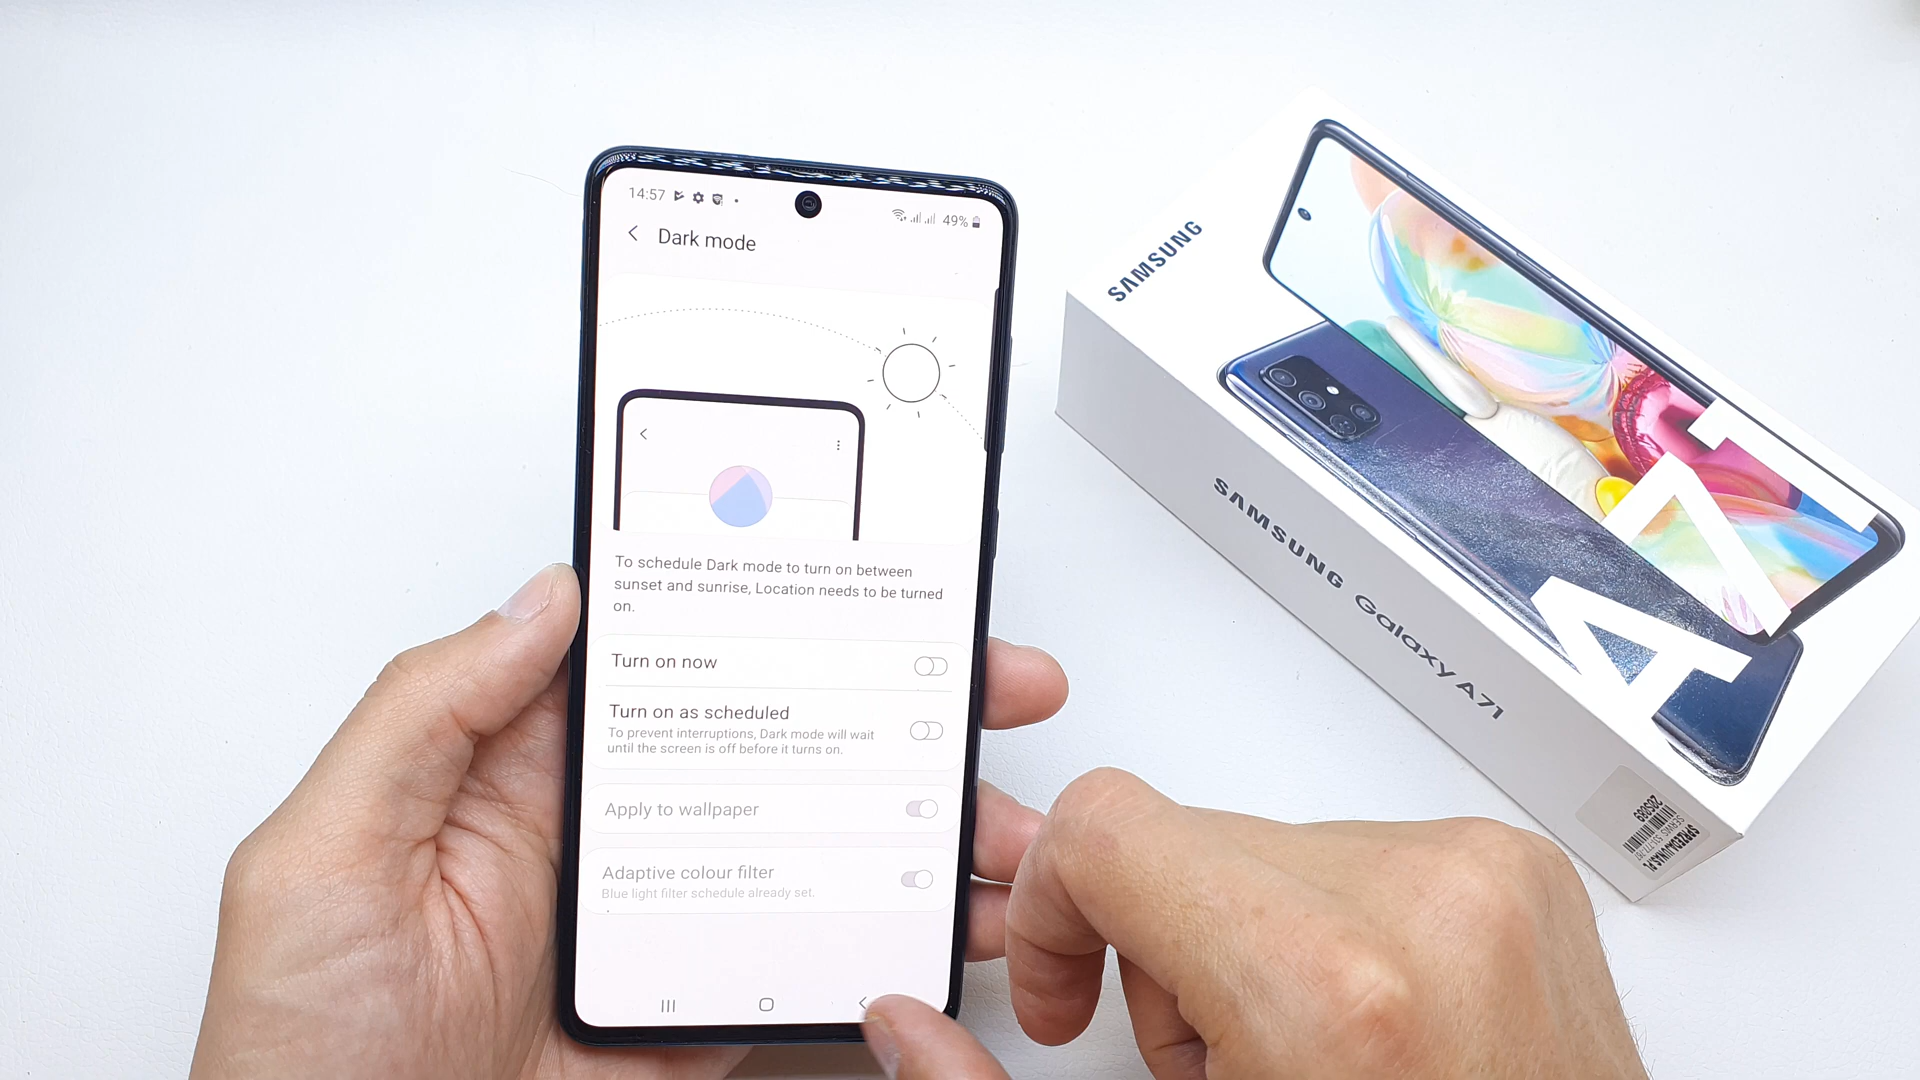 14:57
49%
Dark mode
To schedule Dark mode to turn on between
sunset and sunrise, Location needs to be turned
on.
Turn on now
Turn on as scheduled
To prevent interruptions, Dark mode will wait
until the screen is off before it turns on.
Apply to wallpaper
Adaptive colour filter
Blue light filter schedule already set.
SAMSUNG
A71
SAMSUNG Galaxy A71